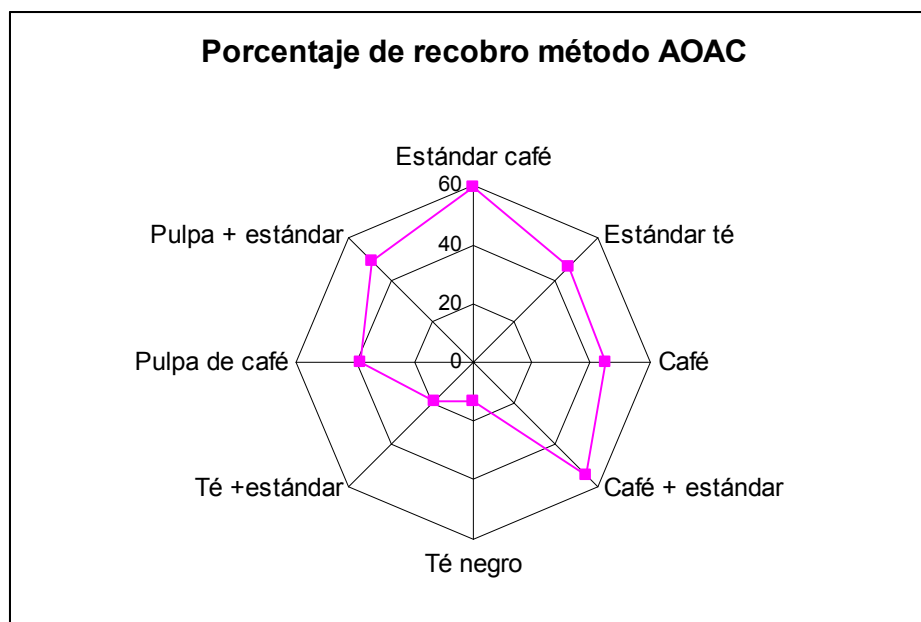 Porcentaje de recobro método AOAC
Estándar café
60
Pulpa + estándar
Estándar té
40
20
Pulpa de café
0
Café
Té +estándar
Café + estándar
Té negro